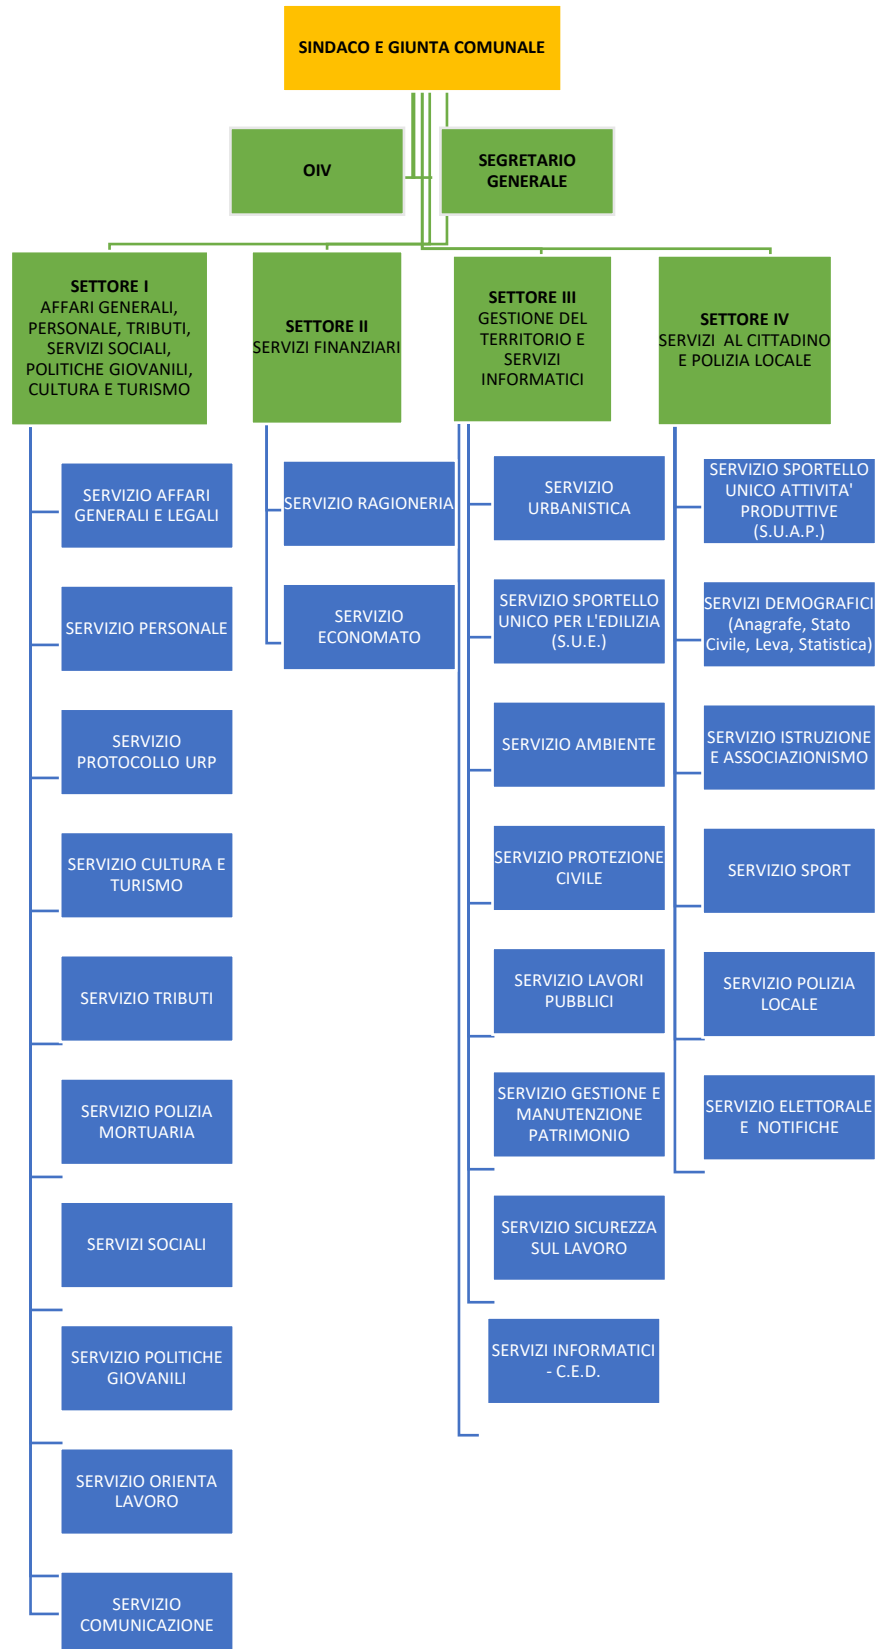 SINDACO E GIUNTA COMUNALE
OIV
SEGRETARIO
GENERALE
SETTORE I
AFFARI GENERALI,
PERSONALE, TRIBUTI,
SERVIZI SOCIALI,
POLITICHE GIOVANILI,
CULTURA E TURISMO
SETTORE II
SERVIZI FINANZIARI
SETTORE III
GESTIONE DEL
TERRITORIO E
SERVIZI
INFORMATICI
SETTORE IV
SERVIZI AL CITTADINO
E POLIZIA LOCALE
SERVIZIO AFFARI
GENERALI E LEGALI
SERVIZIO PERSONALE
SERVIZIO
PROTOCOLLO URP
SERVIZIO CULTURA E
TURISMO
SERVIZIO TRIBUTI
SERVIZIO POLIZIA
MORTUARIA
SERVIZI SOCIALI
SERVIZIO POLITICHE
GIOVANILI
SERVIZIO ORIENTA
LAVORO
SERVIZIO
COMUNICAZIONE
SERVIZIO RAGIONERIA
SERVIZIO
ECONOMATO
SERVIZIO
URBANISTICA
SERVIZIO SPORTELLO
UNICO PER L'EDILIZIA
(S.U.E.)
SERVIZIO AMBIENTE
SERVIZIO PROTEZIONE
CIVILE
SERVIZIO LAVORI
PUBBLICI
SERVIZIO GESTIONE E
MANUTENZIONE
PATRIMONIO
SERVIZIO SICUREZZA
SUL LAVORO
SERVIZI INFORMATICI
- C.E.D.
SERVIZIO SPORTELLO
UNICO ATTIVITA'
PRODUTTIVE
(S.U.A.P.)
SERVIZI DEMOGRAFICI
(Anagrafe, Stato
Civile, Leva, Statistica)
SERVIZIO ISTRUZIONE
E ASSOCIAZIONISMO
SERVIZIO SPORT
SERVIZIO POLIZIA
LOCALE
SERVIZIO ELETTORALE
E NOTIFICHE